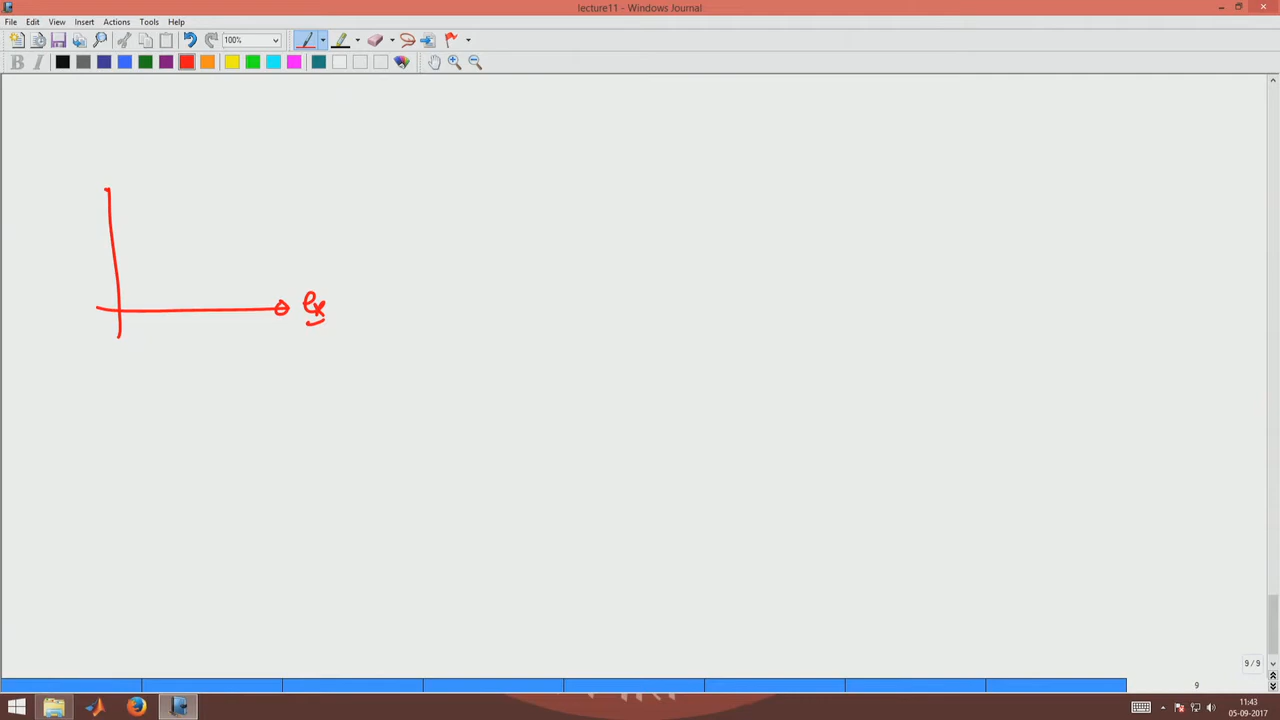 lecture11 - Windows Journal
File Edit View Insert Actions Tools Help
100%
B I
ex
9 / 9
9
11:43
05-09-2017